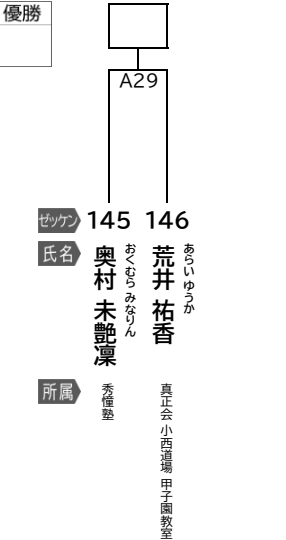 優勝
A29
ゼッケン 145 146
氏名
奥村 未艶凜
おくむら みなりん
荒井 祐香
あらい ゆうか
所属
秀憧塾
真正会 小西道場 甲子園教室